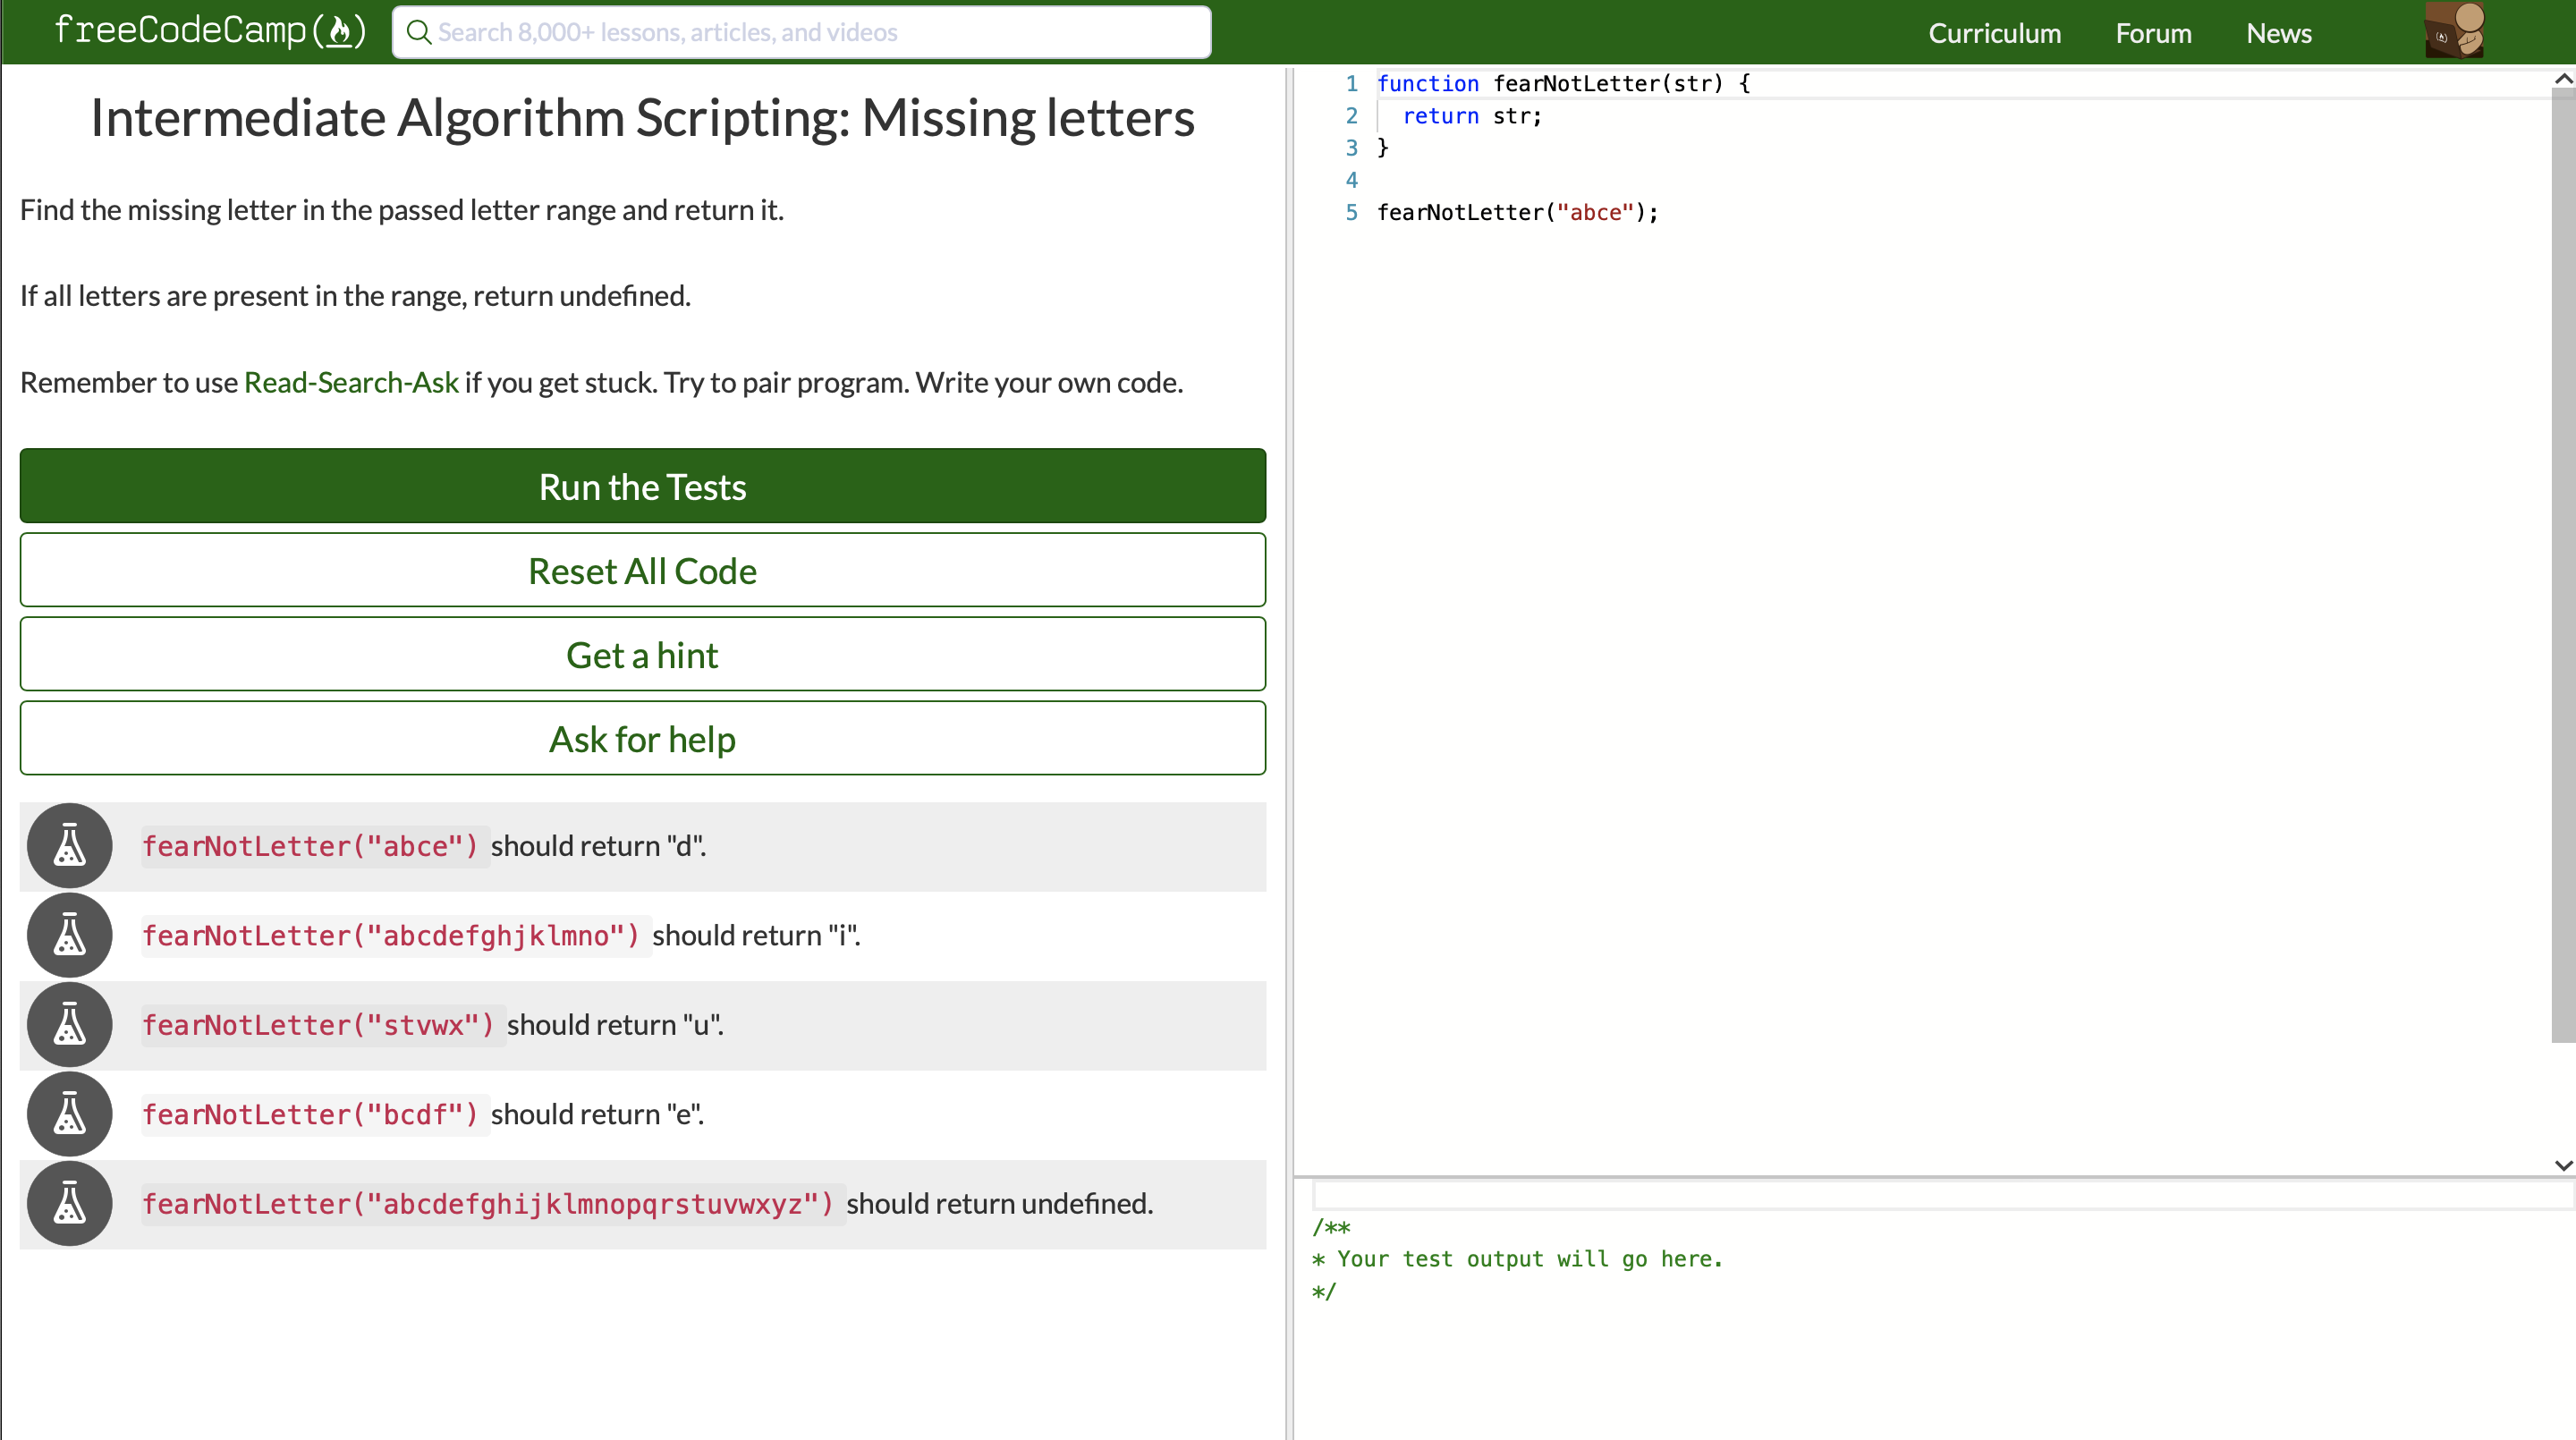 freeCodeCamp
Search 8,000+ lessons, articles, and videos
Curriculum
Forum
News
Intermediate Algorithm Scripting: Missing letters
Find the missing letter in the passed letter range and return it.
If all letters are present in the range, return undefined.
Remember to use Read-Search-Ask if you get stuck. Try to pair program. Write your own code.
Run the Tests
Reset All Code
Get a hint
Ask for help
fearNotLetter("abce") should return "d".
fearNotLetter("abcdefghjklmno") should return "i".
fearNotLetter("stvwx") should return "u".
fearNotLetter("bcdf") should return "e".
fearNotLetter("abcdefghijklmnopqrstuvwxyz") should return undefined.
1 function fearNotLetter(str) {
2   return str;
3 }
4
5 fearNotLetter("abce");
/**
* Your test output will go here.
*/